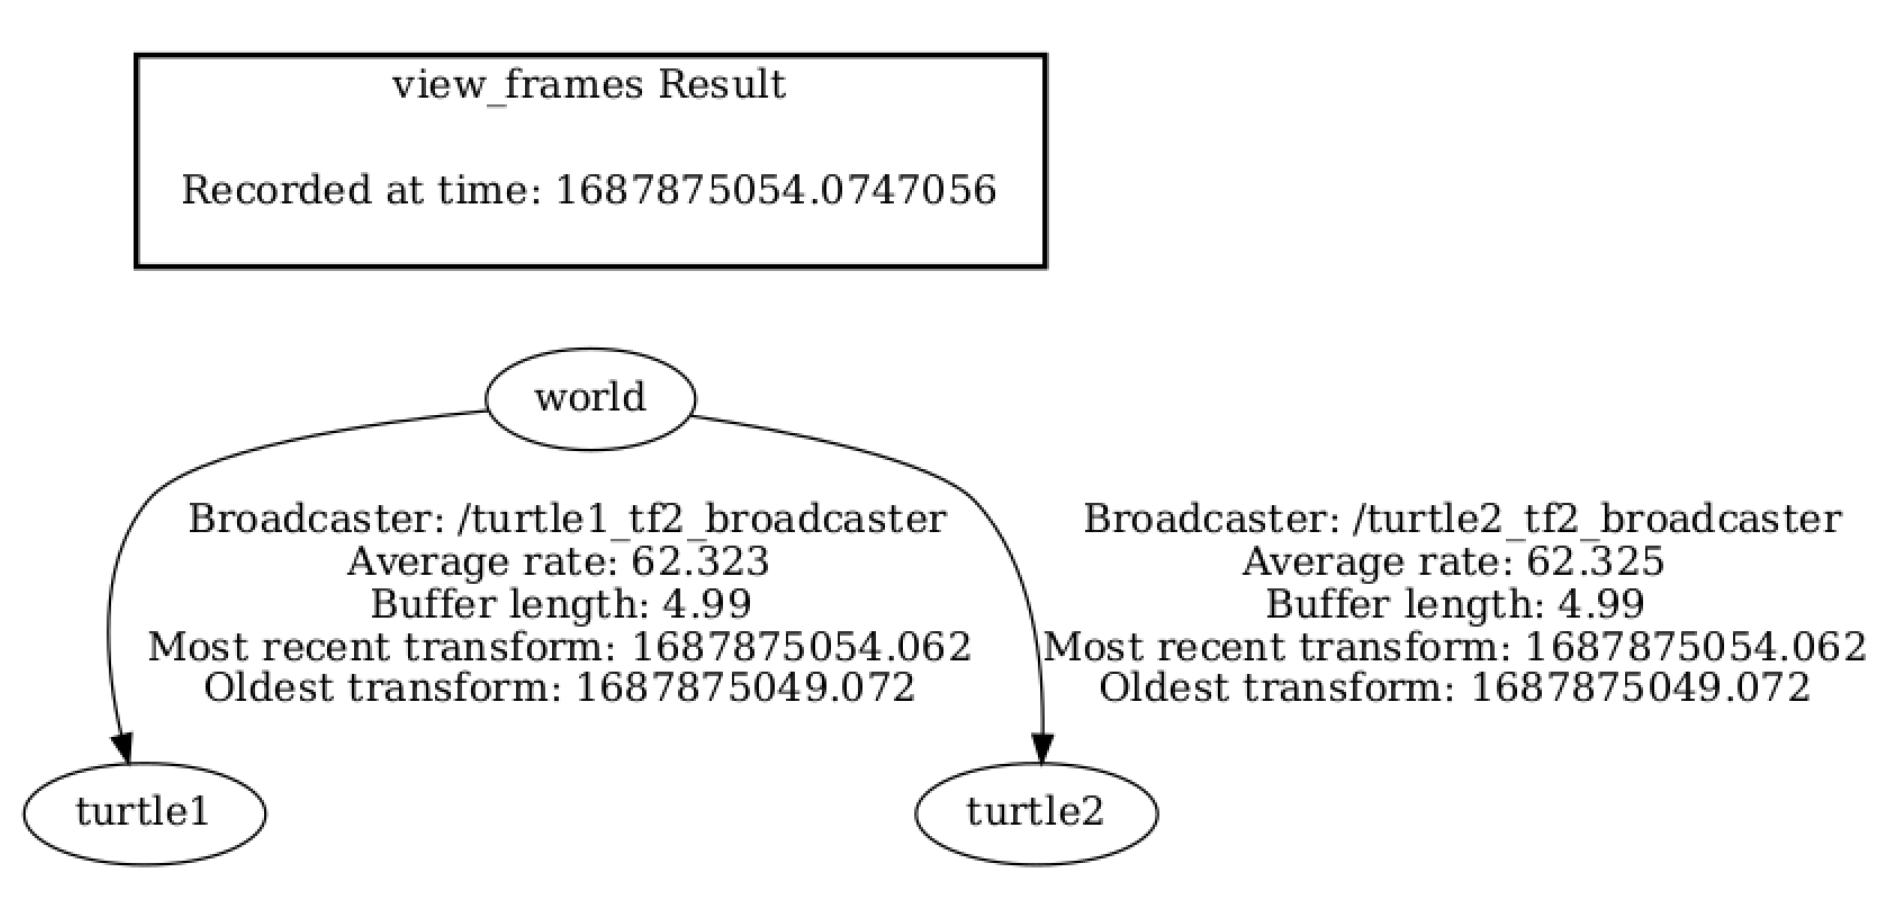 view_frames Result
Recorded at time: 1687875054.0747056
world
Broadcaster: /turtle1_tf2_broadcaster
Average rate: 62.323
Buffer length: 4.99
Most recent transform: 1687875054.062
Oldest transform: 1687875049.072
Broadcaster: /turtle2_tf2_broadcaster
Average rate: 62.325
Buffer length: 4.99
Most recent transform: 1687875054.062
Oldest transform: 1687875049.072
turtle1
turtle2